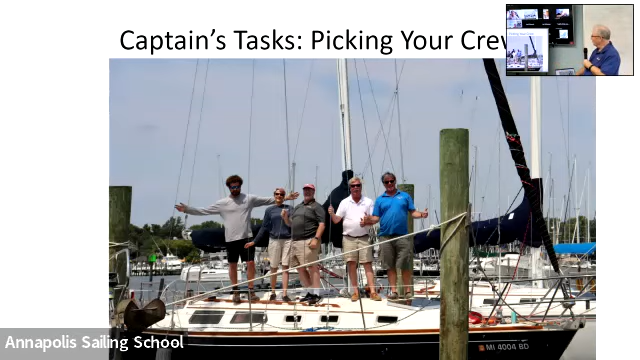 Captain's Tasks: Picking Your Crew
MI 4004 BD
Annapolis Sailing School